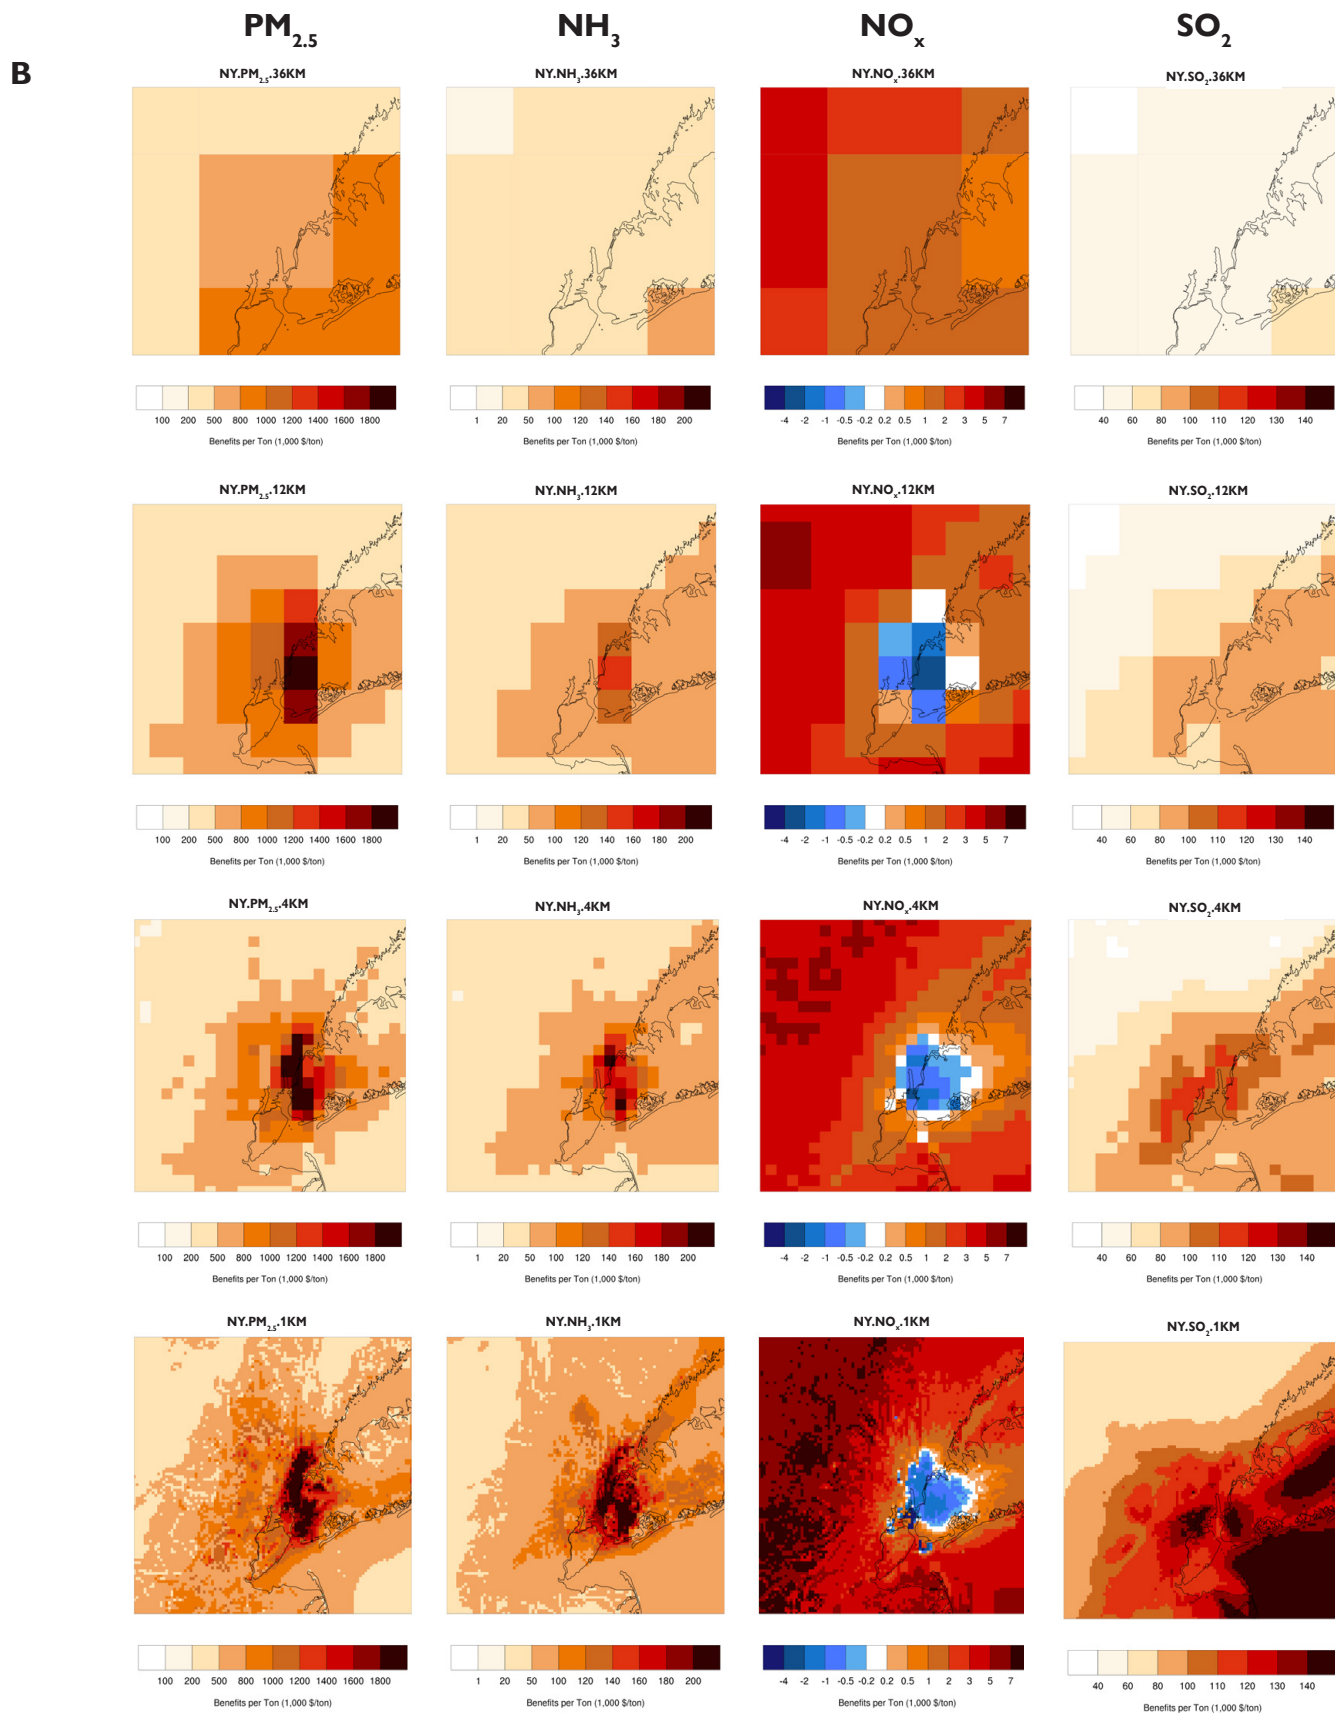 PM2.5 NH3 NOx SO2
B
NY.PM2.5.36KM NY.NH3.36KM NY.NOx.36KM NY.SO2.36KM
100 200 500 800 1000 1200 1400 1600 1800 1 20 50 100 120 140 160 180 200 -4 -2 -1 -0.5 -0.2 0.2 0.5 1 2 3 5 7 40 60 80 100 110 120 130 140
Benefits per Ton (1,000 $/ton) Benefits per Ton (1,000 $/ton) Benefits per Ton (1,000 $/ton) Benefits per Ton (1,000 $/ton)
NY.PM2.5.12KM NY.NH3.12KM NY.NOx.12KM NY.SO2.12KM
100 200 500 800 1000 1200 1400 1600 1800 1 20 50 100 120 140 160 180 200 -4 -2 -1 -0.5 -0.2 0.2 0.5 1 2 3 5 7 40 60 80 100 110 120 130 140
Benefits per Ton (1,000 $/ton) Benefits per Ton (1,000 $/ton) Benefits per Ton (1,000 $/ton) Benefits per Ton (1,000 $/ton)
NY.PM2.5.4KM NY.NH3.4KM NY.NOx.4KM NY.SO2.4KM
100 200 500 800 1000 1200 1400 1600 1800 1 20 50 100 120 140 160 180 200 -4 -2 -1 -0.5 -0.2 0.2 0.5 1 2 3 5 7 40 60 80 100 110 120 130 140
Benefits per Ton (1,000 $/ton) Benefits per Ton (1,000 $/ton) Benefits per Ton (1,000 $/ton) Benefits per Ton (1,000 $/ton)
NY.PM2.5.1KM NY.NH3.1KM NY.NOx.1KM NY.SO2.1KM
100 200 500 800 1000 1200 1400 1600 1800 1 20 50 100 120 140 160 180 200 -4 -2 -1 -0.5 -0.2 0.2 0.5 1 2 3 5 7 40 60 80 100 110 120 130 140
Benefits per Ton (1,000 $/ton) Benefits per Ton (1,000 $/ton) Benefits per Ton (1,000 $/ton) Benefits per Ton (1,000 $/ton)